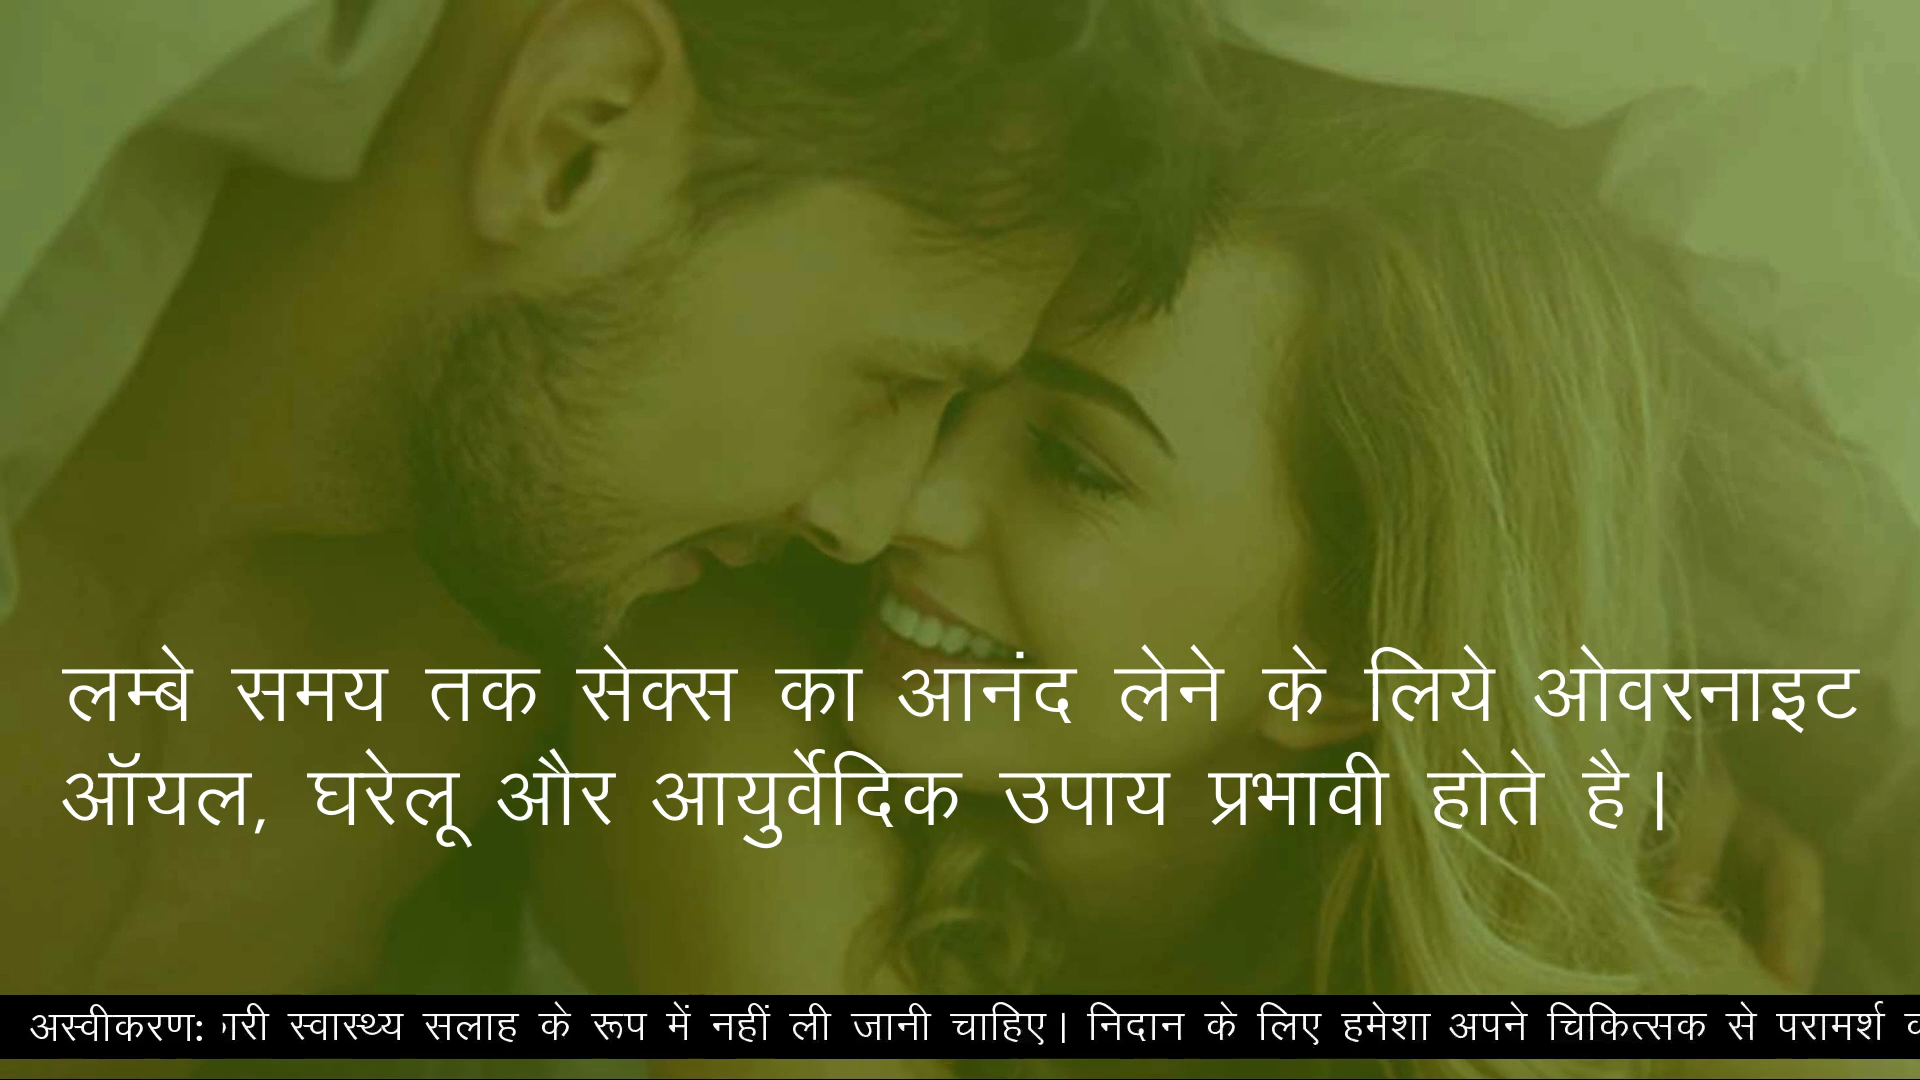 लम्बे समय तक सेक्स का आनंद लेने के लिये ओवरनाइट
ऑयल, घरेलू और आयुर्वेदिक उपाय प्रभावी होते है।
अस्वीकरण: स्वास्थ्य सलाह के रूप में नहीं ली जानी चाहिए। निदान के लिए हमेशा अपने चिकित्सक से परामर्श